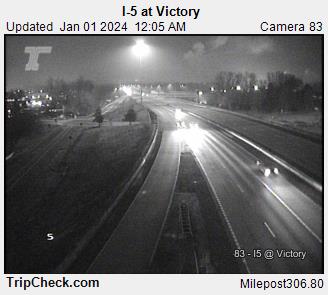 I-5 at Victory
Updated Jan 01 2024 12:05 AM Camera 83
T
S
83 - I5 @ Victory
TripCheck.com Milepost306.80